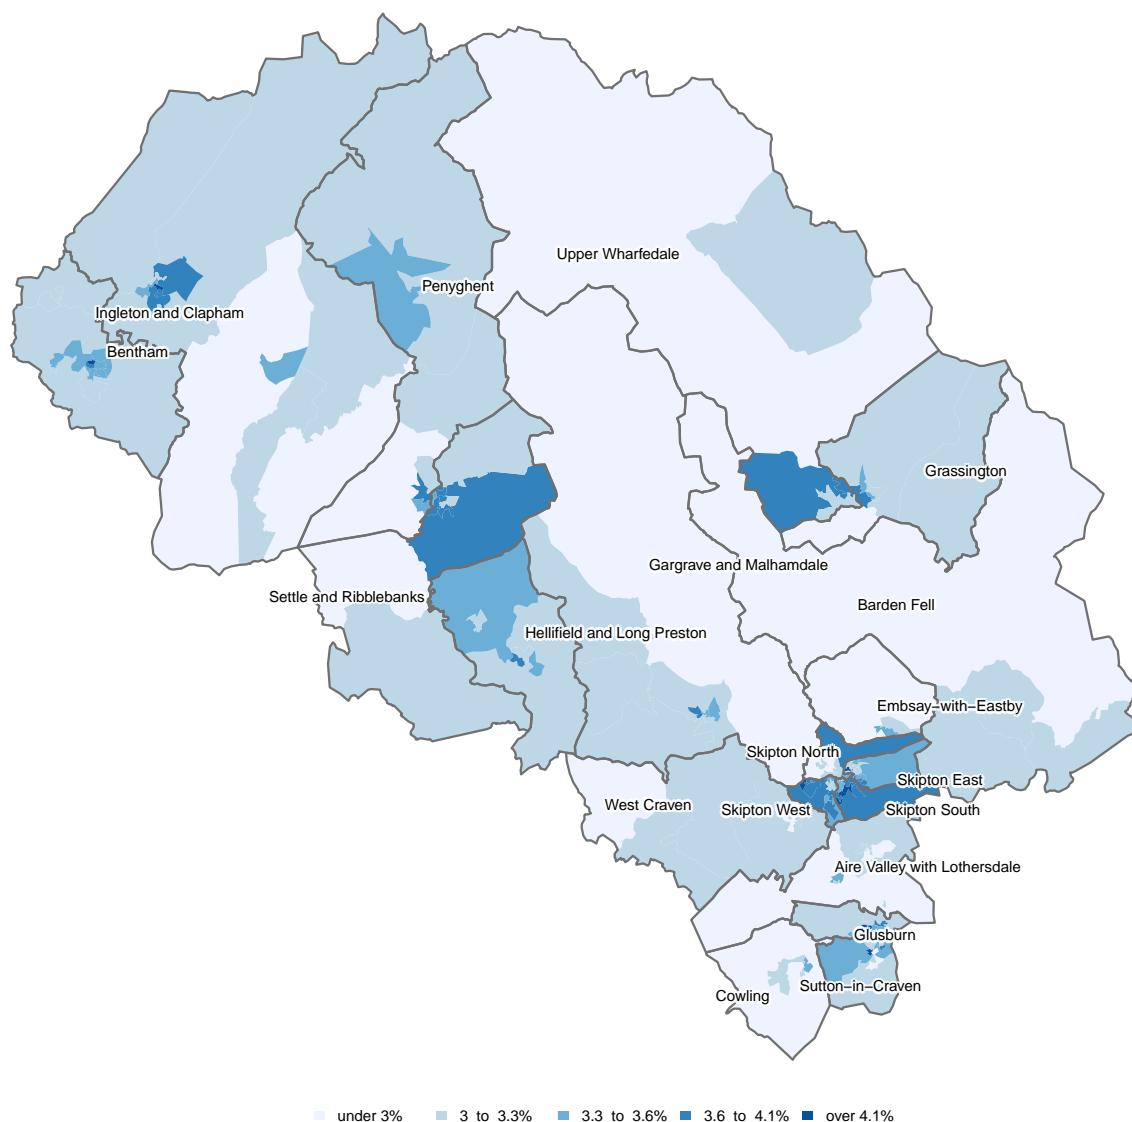 Upper Wharfedale
Penyghent
Ingleton and Clapham
Bentham
Grassington
Gargrave and Malhamdale
Settle and Ribblebanks
Barden Fell
Hellifield and Long Preston
Embsay−with−Eastby
Skipton North
Skipton East
West Craven
Skipton West
Skipton South
Aire Valley with Lothersdale
Glusburn
Sutton−in−Craven
Cowling
under 3% 3 to 3.3% 3.3 to 3.6% 3.6 to 4.1% over 4.1%